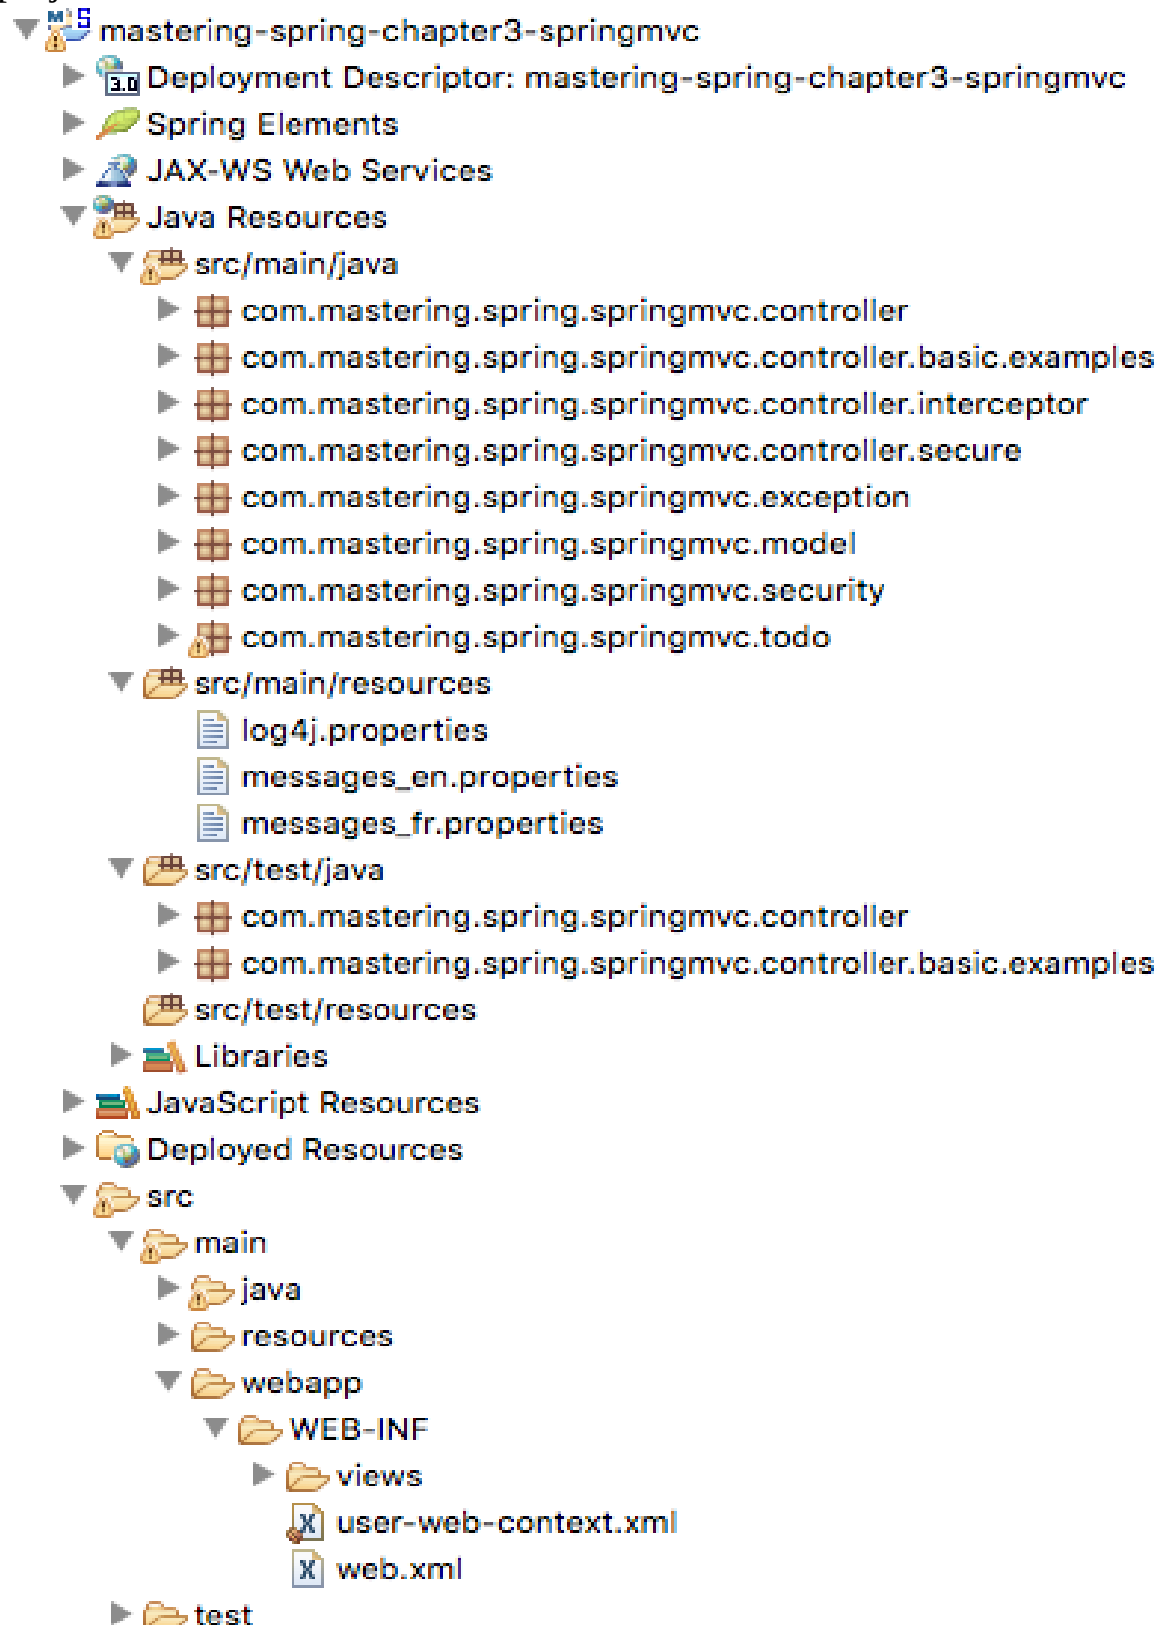 mastering-spring-chapter3-springmvc
Deployment Descriptor: mastering-spring-chapter3-springmvc
Spring Elements
JAX-WS Web Services
Java Resources
src/main/java
com.mastering.spring.springmvc.controller
com.mastering.spring.springmvc.controller.basic.examples
com.mastering.spring.springmvc.controller.interceptor
com.mastering.spring.springmvc.controller.secure
com.mastering.spring.springmvc.exception
com.mastering.spring.springmvc.model
com.mastering.spring.springmvc.security
com.mastering.spring.springmvc.todo
src/main/resources
log4j.properties
messages_en.properties
messages_fr.properties
src/test/java
com.mastering.spring.springmvc.controller
com.mastering.spring.springmvc.controller.basic.examples
src/test/resources
Libraries
JavaScript Resources
Deployed Resources
src
main
java
resources
webapp
WEB-INF
views
user-web-context.xml
web.xml
test